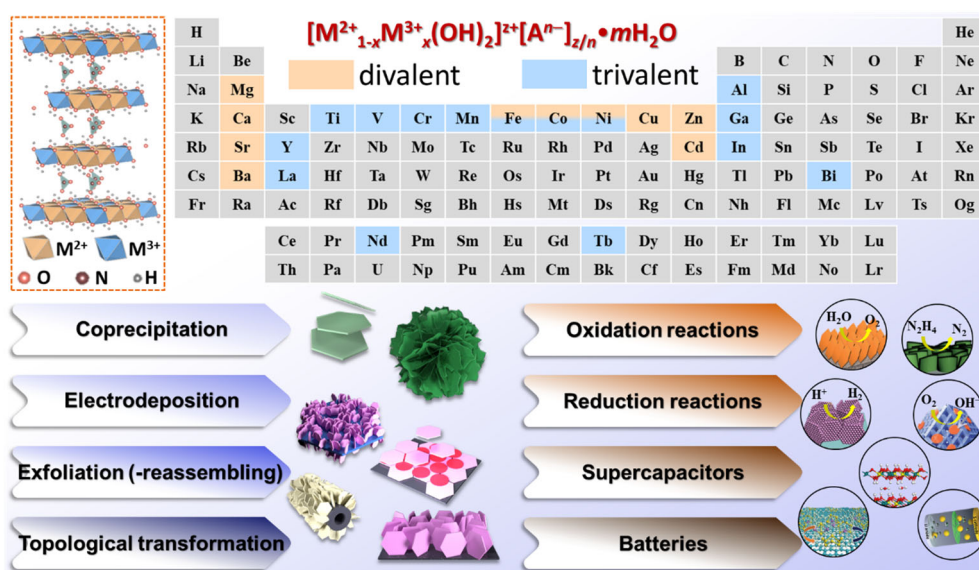 [M²⁺₁₋ₓM³⁺ₓ(OH)₂]ᶻ⁺[Aⁿ⁻]z/n•mH₂O
divalent trivalent
H He
Li Be B C N O F Ne
Na Mg Al Si P S Cl Ar
K Ca Sc Ti V Cr Mn Fe Co Ni Cu Zn Ga Ge As Se Br Kr
Rb Sr Y Zr Nb Mo Tc Ru Rh Pd Ag Cd In Sn Sb Te I Xe
Cs Ba La Hf Ta W Re Os Ir Pt Au Hg Tl Pb Bi Po At Rn
Fr Ra Ac Rf Db Sg Bh Hs Mt Ds Rg Cn Nh Fl Mc Lv Ts Og
Ce Pr Nd Pm Sm Eu Gd Tb Dy Ho Er Tm Yb Lu
Th Pa U Np Pu Am Cm Bk Cf Es Fm Md No Lr
M²⁺ M³⁺
O N H
Coprecipitation
Electrodeposition
Exfoliation (-reassembling)
Topological transformation
Oxidation reactions
H₂O O₂
N₂H₄ N₂
Reduction reactions
H⁺ H₂
O₂ OH⁻
Supercapacitors
Batteries